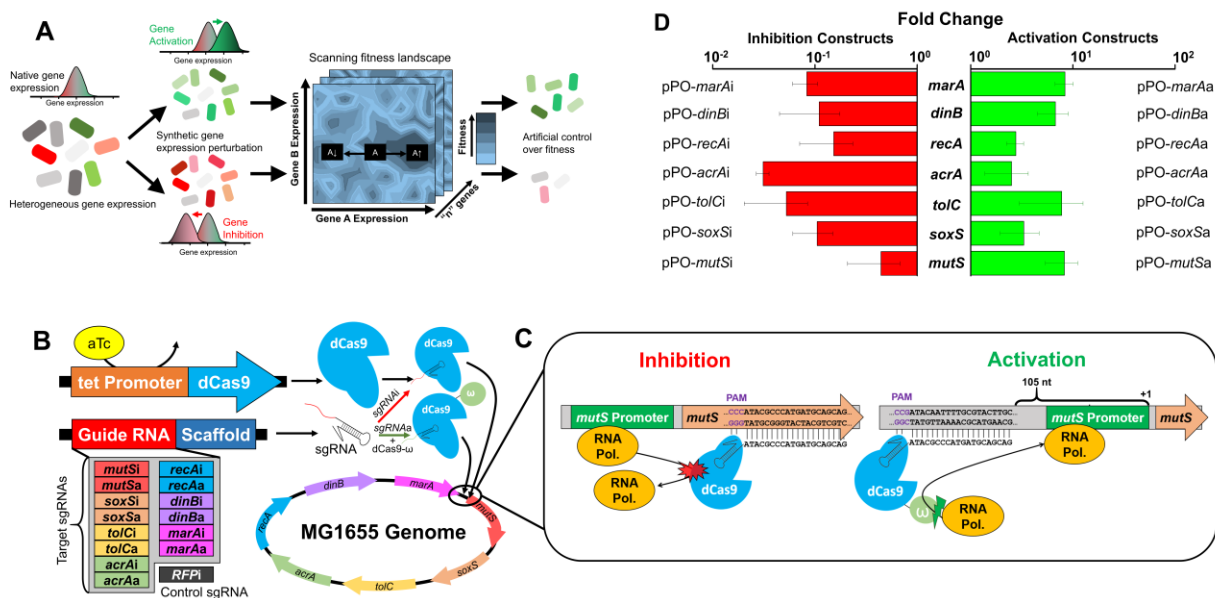 A
Gene
Activation
Gene expression
Native gene
expression
Gene expression
Heterogeneous gene expression
Synthetic gene
expression perturbation
Gene
Inhibition
Gene expression
Scanning fitness landscape
Gene B Expression
A↓ A A↑
Gene A Expression
"n" genes
Fitness
Artificial control
over fitness
B
aTc
tet Promoter dCas9
Guide RNA Scaffold
Target sgRNAs
mutSi recAi
mutSa recAa
soxSi dinBi
soxSa dinBa
tolCi marAi
tolCa marAa
acrAi
acrAa
RFPi
Control sgRNA
dCas9
sgRNA
sgRNAi
sgRNAa
+
dCas9-ω
dCas9
dCas9
ω
MG1655 Genome
dinB
marA
mutS
soxS
tolC
acrA
recA
C
Inhibition
PAM
mutS Promoter mutS
...CCCATACGCCCATGATGCAGCAG...
...GGGTATGCGGGTACTACGTCGTC...
ATACGCCCATGATGCAGCAG
RNA
Pol.
RNA
Pol.
dCas9
Activation
105 nt
+1
PAM
...CCGATACAATTTTGCGTACTTGC...
...GGCTATGTTAAAACGCATGAACG...
ATACGCCCATGATGCAGCAG
mutS Promoter mutS
RNA
Pol.
dCas9
ω
RNA
Pol.
D
Fold Change
Inhibition Constructs Activation Constructs
10-2 10-1 100 100 101 102
pPO-marAi marA pPO-marAa
pPO-dinBi dinB pPO-dinBa
pPO-recAi recA pPO-recAa
pPO-acrAi acrA pPO-acrAa
pPO-tolCi tolC pPO-tolCa
pPO-soxSi soxS pPO-soxSa
pPO-mutSi mutS pPO-mutSa